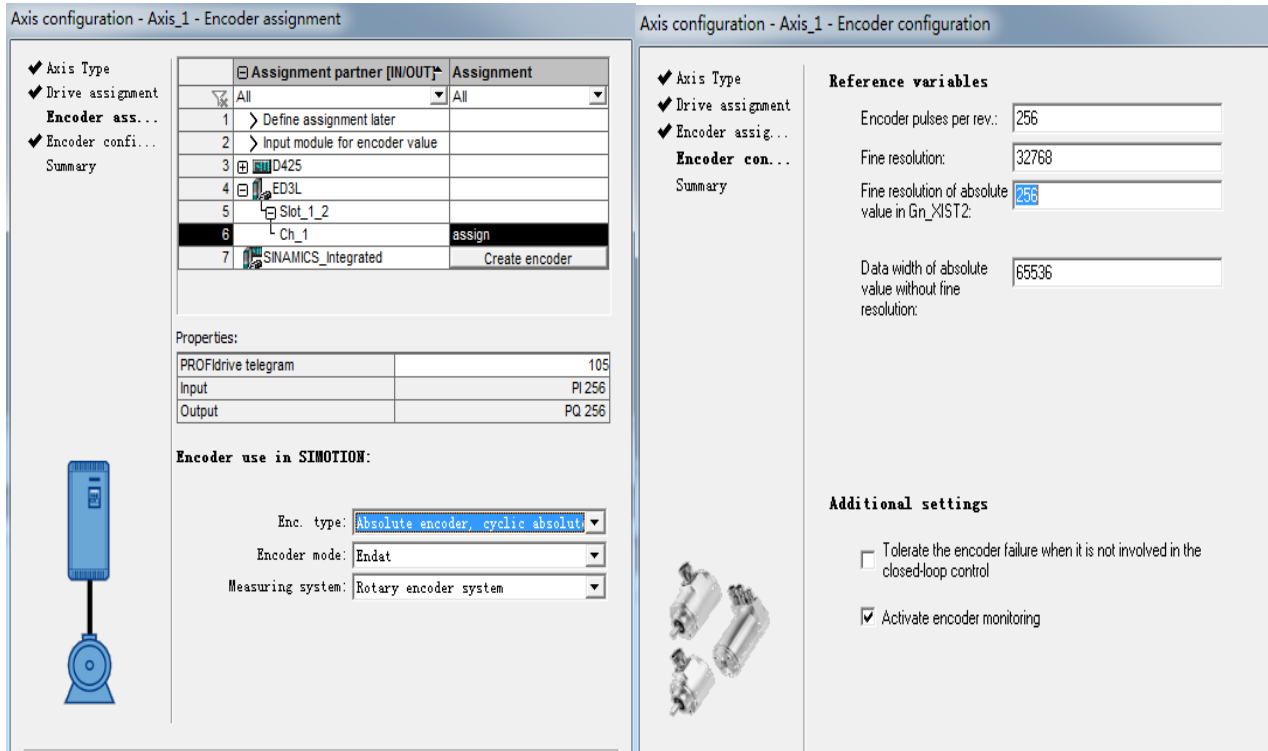 Axis configuration - Axis_1 - Encoder assignment
Axis Type
Drive assignment
Encoder ass...
Encoder confi...
Summary
Assignment partner [IN/OUT] Assignment
All All
1 Define assignment later
2 Input module for encoder value
3 D425
4 ED3L
5 Slot_1_2
6 Ch_1 assign
7 SINAMICS_Integrated Create encoder
Properties:
PROFIdrive telegram 105
Input PI 256
Output PQ 256
Encoder use in SIMOTION:
Enc. type: Absolute encoder, cyclic absolut
Encoder mode: Endat
Measuring system: Rotary encoder system
Axis configuration - Axis_1 - Encoder configuration
Axis Type
Drive assignment
Encoder assig...
Encoder con...
Summary
Reference variables
Encoder pulses per rev.: 256
Fine resolution: 32768
Fine resolution of absolute 256
value in Gn_XIST2:
Data width of absolute 65536
value without fine
resolution:
Additional settings
Tolerate the encoder failure when it is not involved in the
closed-loop control
Activate encoder monitoring